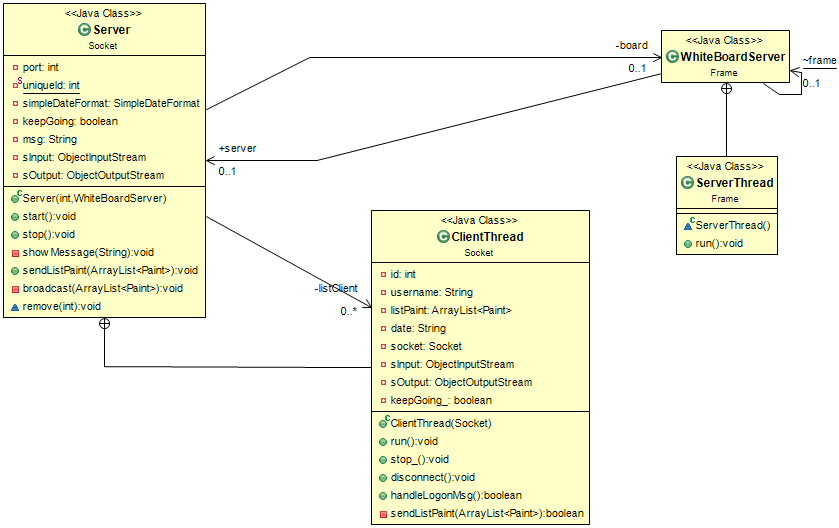 <<Java Class>>
Server
Socket
port: int
uniqueId: int
simpleDateFormat: SimpleDateFormat
keepGoing: boolean
msg: String
sInput: ObjectInputStream
sOutput: ObjectOutputStream
Server(int,WhiteBoardServer)
start():void
stop():void
showMessage(String):void
sendListPaint(ArrayList<Paint>):void
broadcast(ArrayList<Paint>):void
remove(int):void
-board
0..1
+server
0..1
<<Java Class>>
WhiteBoardServer
Frame
~frame
0..1
<<Java Class>>
ServerThread
Frame
ServerThread()
run():void
-listClient
0..*
<<Java Class>>
ClientThread
Socket
id: int
username: String
listPaint: ArrayList<Paint>
date: String
socket: Socket
sInput: ObjectInputStream
sOutput: ObjectOutputStream
keepGoing_: boolean
ClientThread(Socket)
run():void
stop_():void
disconnect():void
handleLogonMsg():boolean
sendListPaint(ArrayList<Paint>):boolean